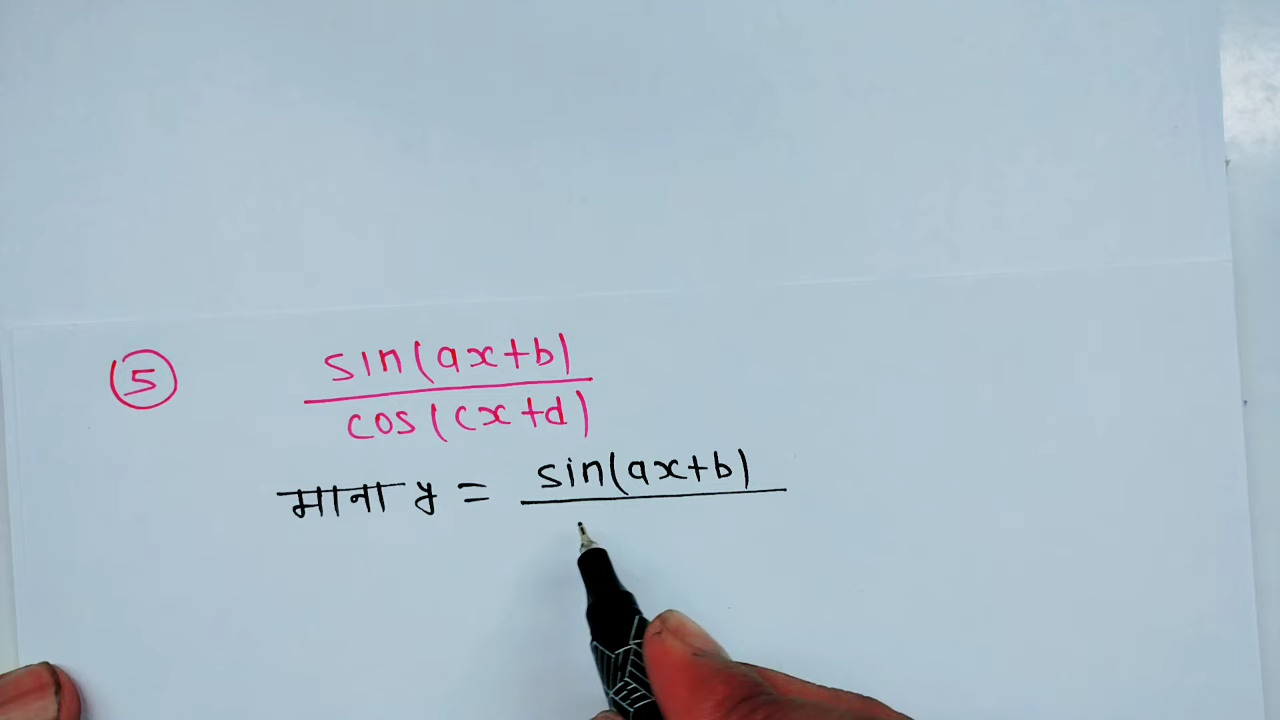 5 sin(ax+b)
cos(cx+d)
माना y = sin(ax+b)